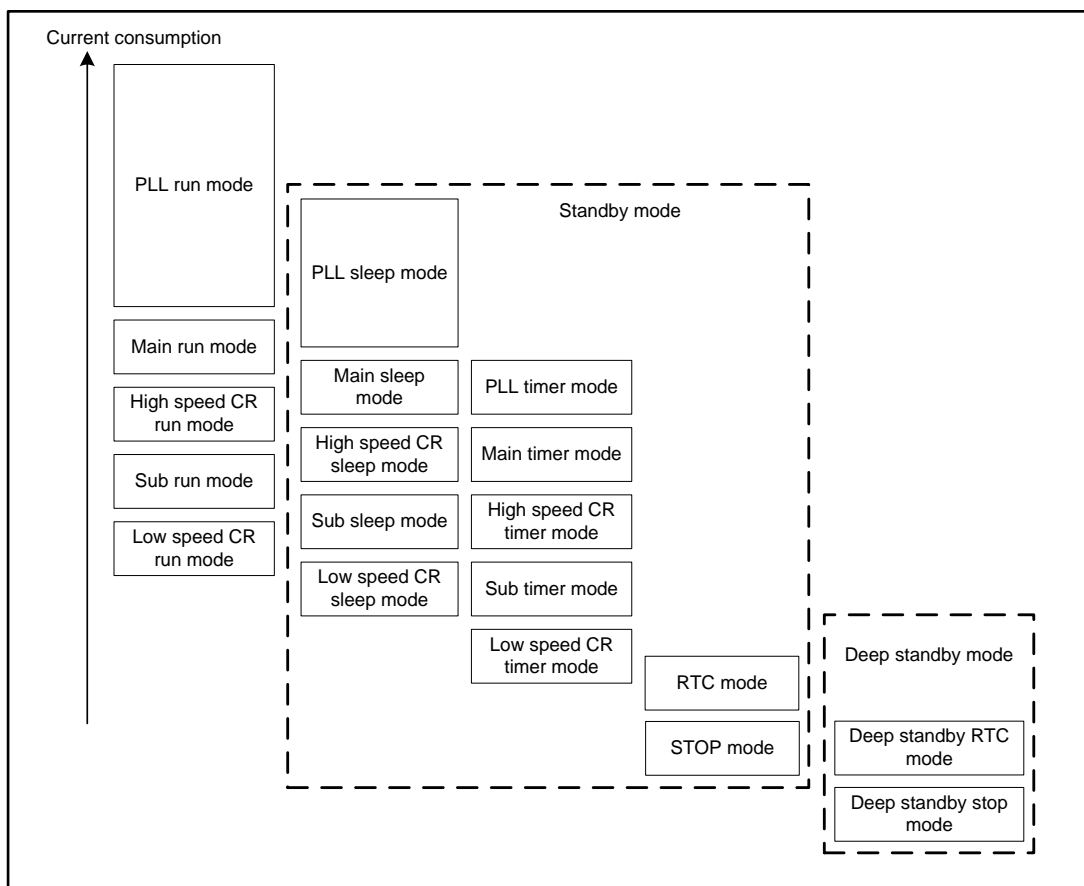 Current consumption
PLL run mode
Main run mode
High speed CR
run mode
Sub run mode
Low speed CR
run mode
Standby mode
PLL sleep mode
Main sleep
mode
High speed CR
sleep mode
Sub sleep mode
Low speed CR
sleep mode
PLL timer mode
Main timer mode
High speed CR
timer mode
Sub timer mode
Low speed CR
timer mode
RTC mode
STOP mode
Deep standby mode
Deep standby RTC
mode
Deep standby stop
mode